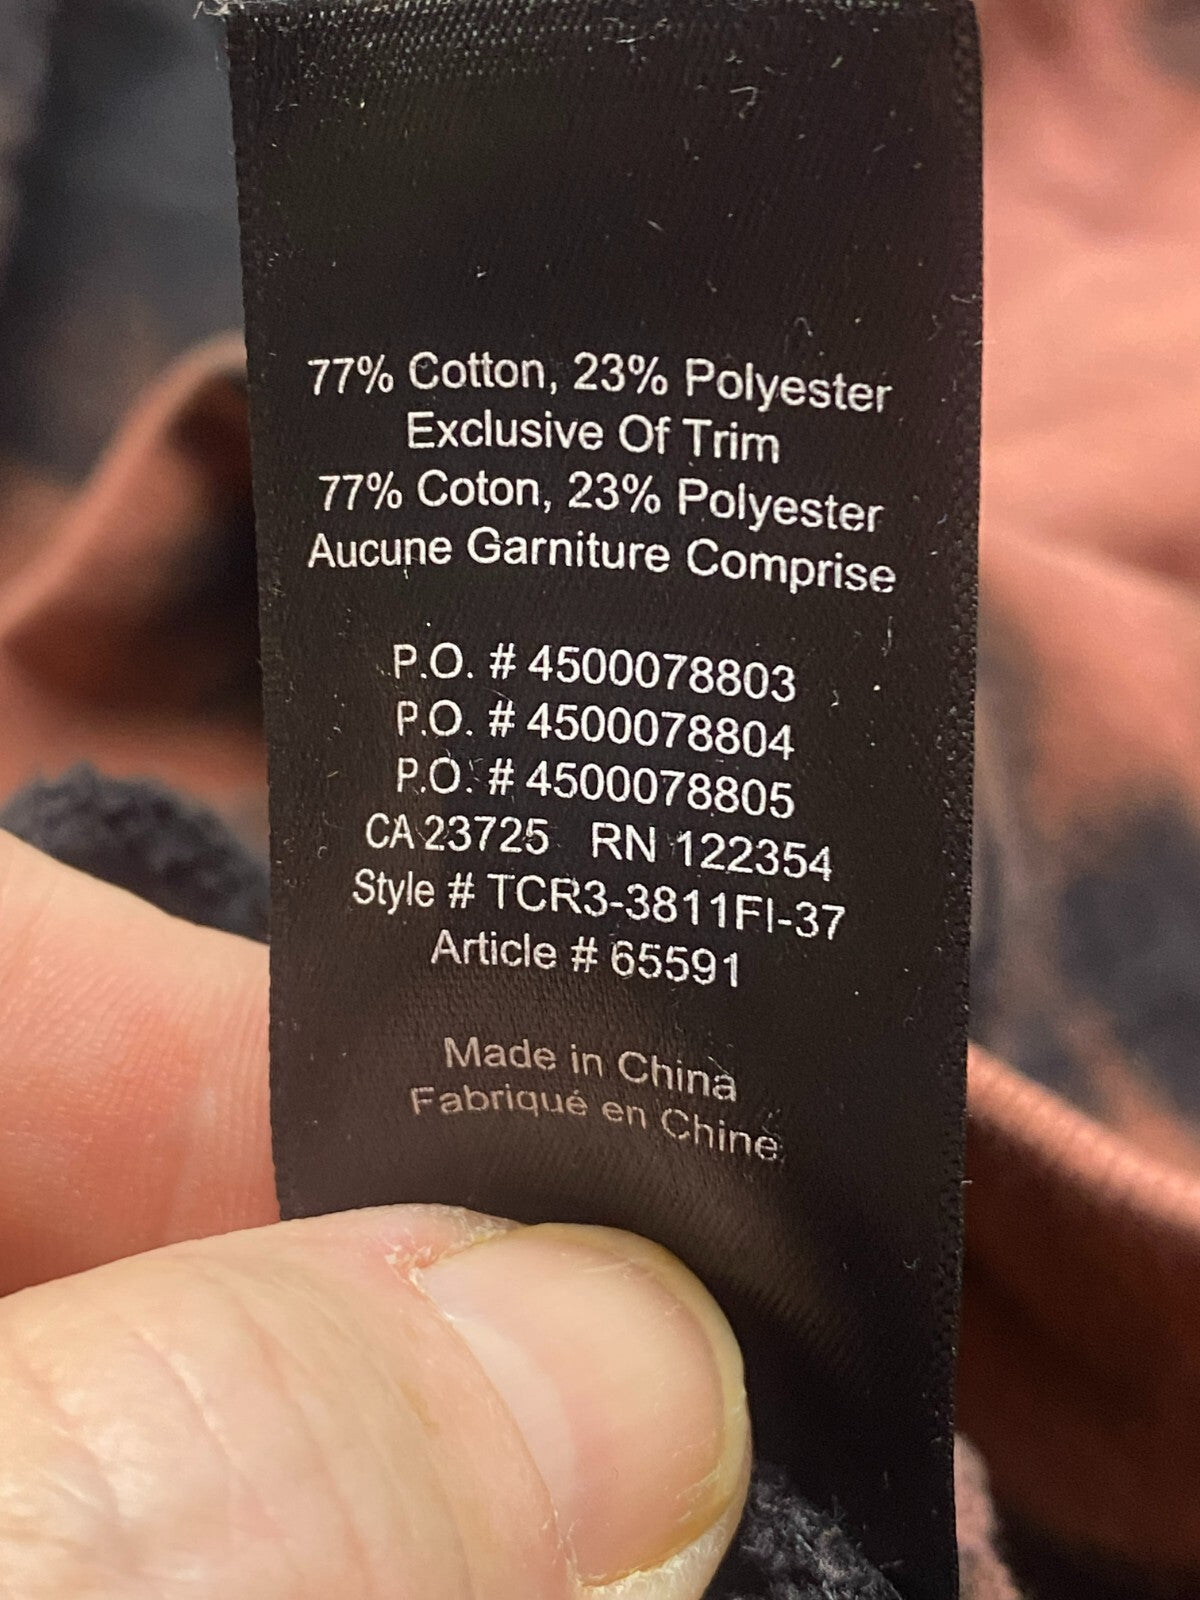 77% Cotton, 23% Polyester
Exclusive Of Trim
77% Coton, 23% Polyester
Aucune Garniture Comprise
P.O. # 4500078803
P.O. # 4500078804
P.O. # 4500078805
CA 23725 RN 122354
Style # TCR3-3811FI-37
Article # 65591
Made in China
Fabriqué en Chine